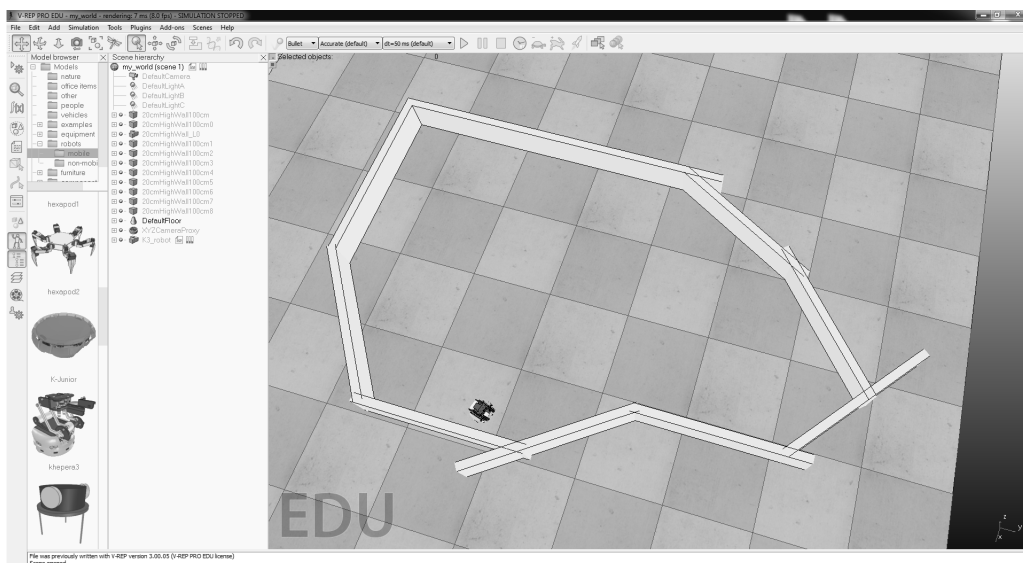 V-REP PRO EDU - my_world - rendering: 7 ms (8.0 fps) - SIMULATION STOPPED
File Edit Add Simulation Tools Plugins Add-ons Scenes Help
Bullet Accurate (default) dt=50 ms (default)
Model browser
Models
nature
office items
other
people
vehicles
examples
equipment
robots
mobile
non-mobi
furniture
hexapod1
hexapod2
K-Junior
khepera3
Scene hierarchy
my_world (scene 1)
DefaultCamera
DefaultLightA
DefaultLightB
DefaultLightC
20cmHighWall100cm
20cmHighWall100cm0
20cmHighWall_L0
20cmHighWall100cm1
20cmHighWall100cm2
20cmHighWall100cm3
20cmHighWall100cm4
20cmHighWall100cm5
20cmHighWall100cm6
20cmHighWall100cm7
20cmHighWall100cm8
DefaultFloor
XYZCameraProxy
K3_robot
Selected objects: 0
EDU
z
y
x
File was previously written with V-REP version 3.00.05 (V-REP PRO EDU license)